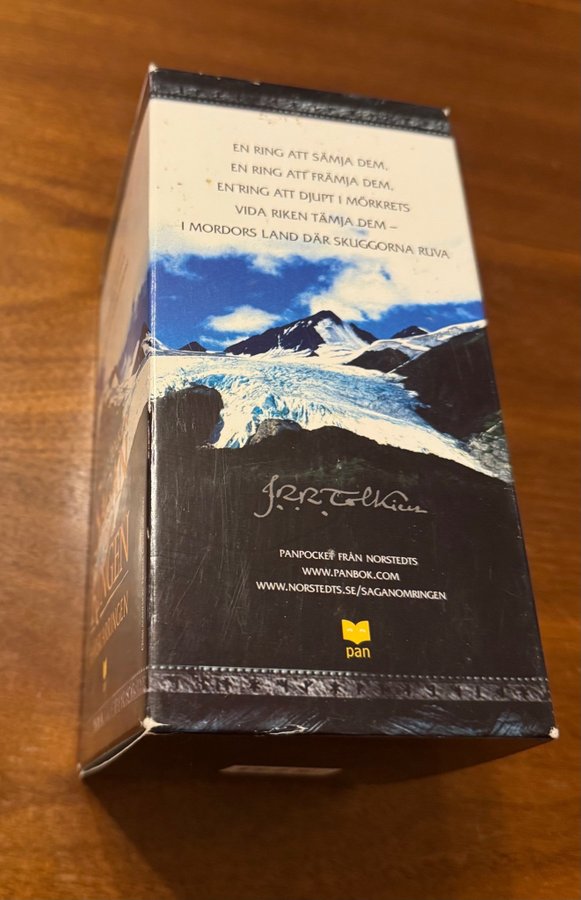 EN RING ATT SÄMJA DEM,
EN RING ATT FRÄMJA DEM,
EN RING ATT DJUPT I MÖRKRETS
VIDA RIKEN TÄMJA DEM –
I MORDORS LAND DÄR SKUGGORNA RUVA
J.R.R. Tolkien
PANPOCKET FRÅN NORSTEDTS
WWW.PANBOK.COM
WWW.NORSTEDTS.SE/SAGANOMRINGEN
pan